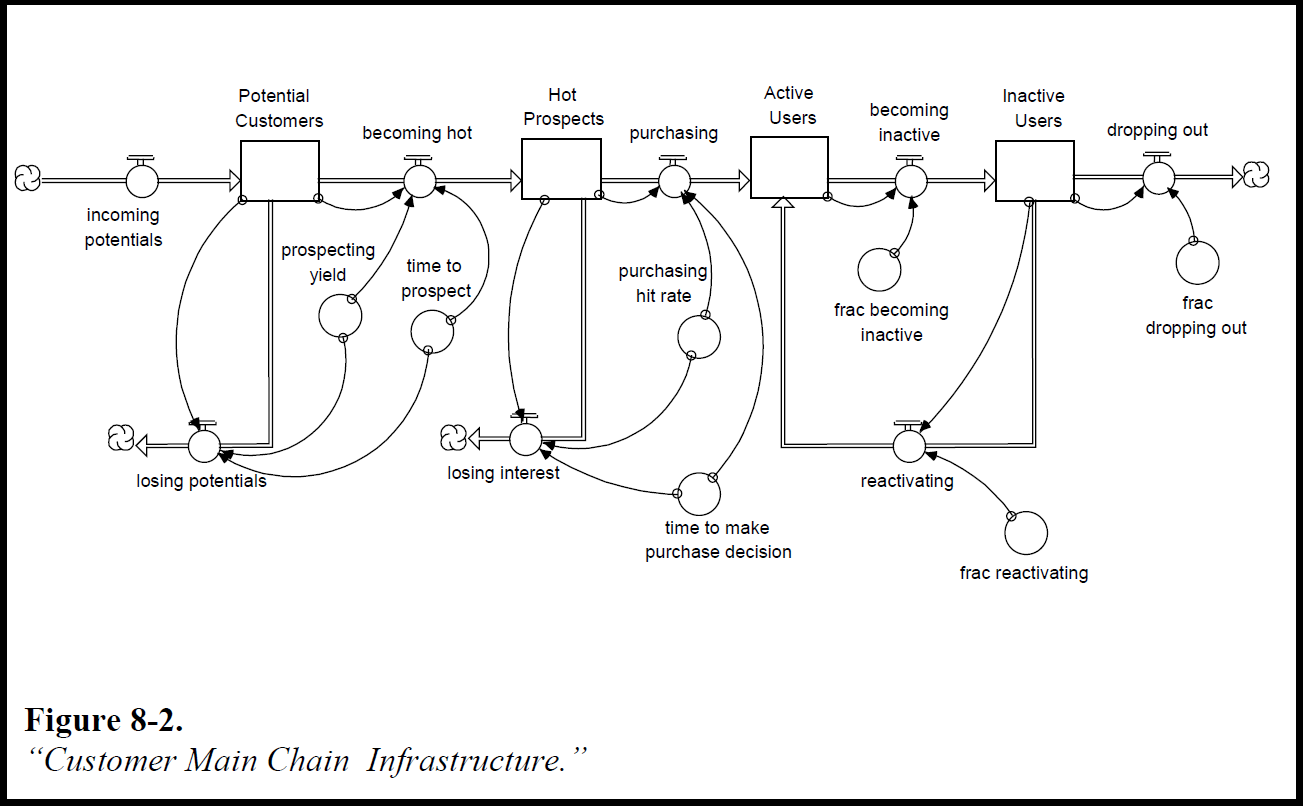 Potential
Customers
becoming hot
Hot
Prospects
purchasing
Active
Users
becoming
inactive
Inactive
Users
dropping out
incoming
potentials
prospecting
yield
time to
prospect
purchasing
hit rate
frac becoming
inactive
frac
dropping out
losing potentials
losing interest
reactivating
time to make
purchase decision
frac reactivating
Figure 8-2.
“Customer Main Chain  Infrastructure.”